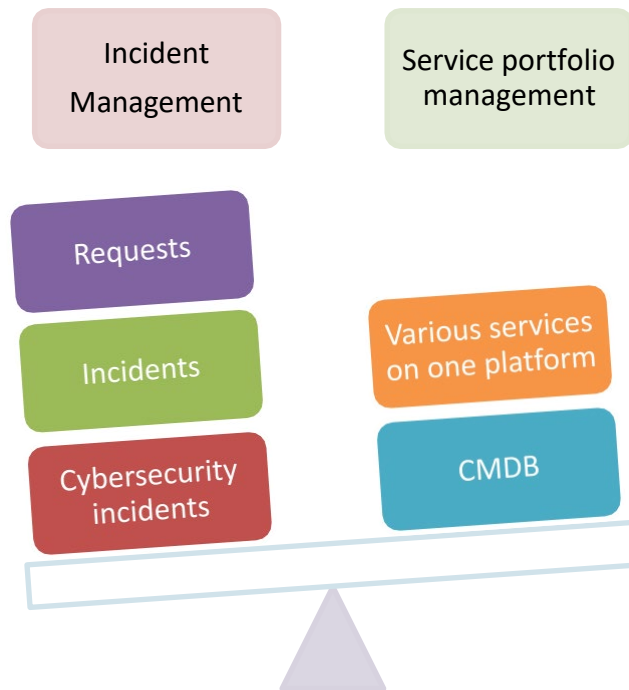 Incident
Management
Service portfolio
management
Requests
Incidents
Cybersecurity
incidents
Various services
on one platform
CMDB